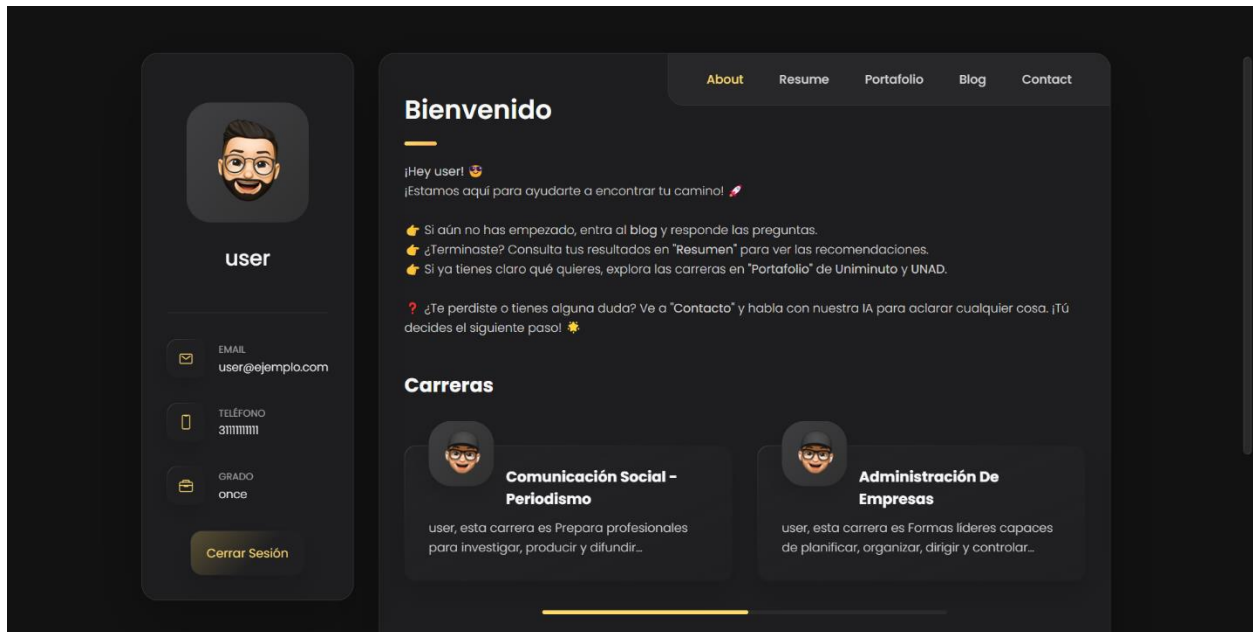 About Resume Portafolio Blog Contact
user
EMAIL
user@ejemplo.com
TELÉFONO
3111111111
GRADO
once
Cerrar Sesión
Bienvenido
¡Hey user! 😎
¡Estamos aquí para ayudarte a encontrar tu camino! 🚀
👉 Si aún no has empezado, entra al blog y responde las preguntas.
👉 ¿Terminaste? Consulta tus resultados en "Resumen" para ver las recomendaciones.
👉 Si ya tienes claro qué quieres, explora las carreras en "Portafolio" de Uniminuto y UNAD.
❓ ¿Te perdiste o tienes alguna duda? Ve a "Contacto" y habla con nuestra IA para aclarar cualquier cosa. ¡Tú
decides el siguiente paso! 🌟
Carreras
Comunicación Social -
Periodismo
user, esta carrera es Prepara profesionales
para investigar, producir y difundir...
Administración De
Empresas
user, esta carrera es Formas líderes capaces
de planificar, organizar, dirigir y controlar...